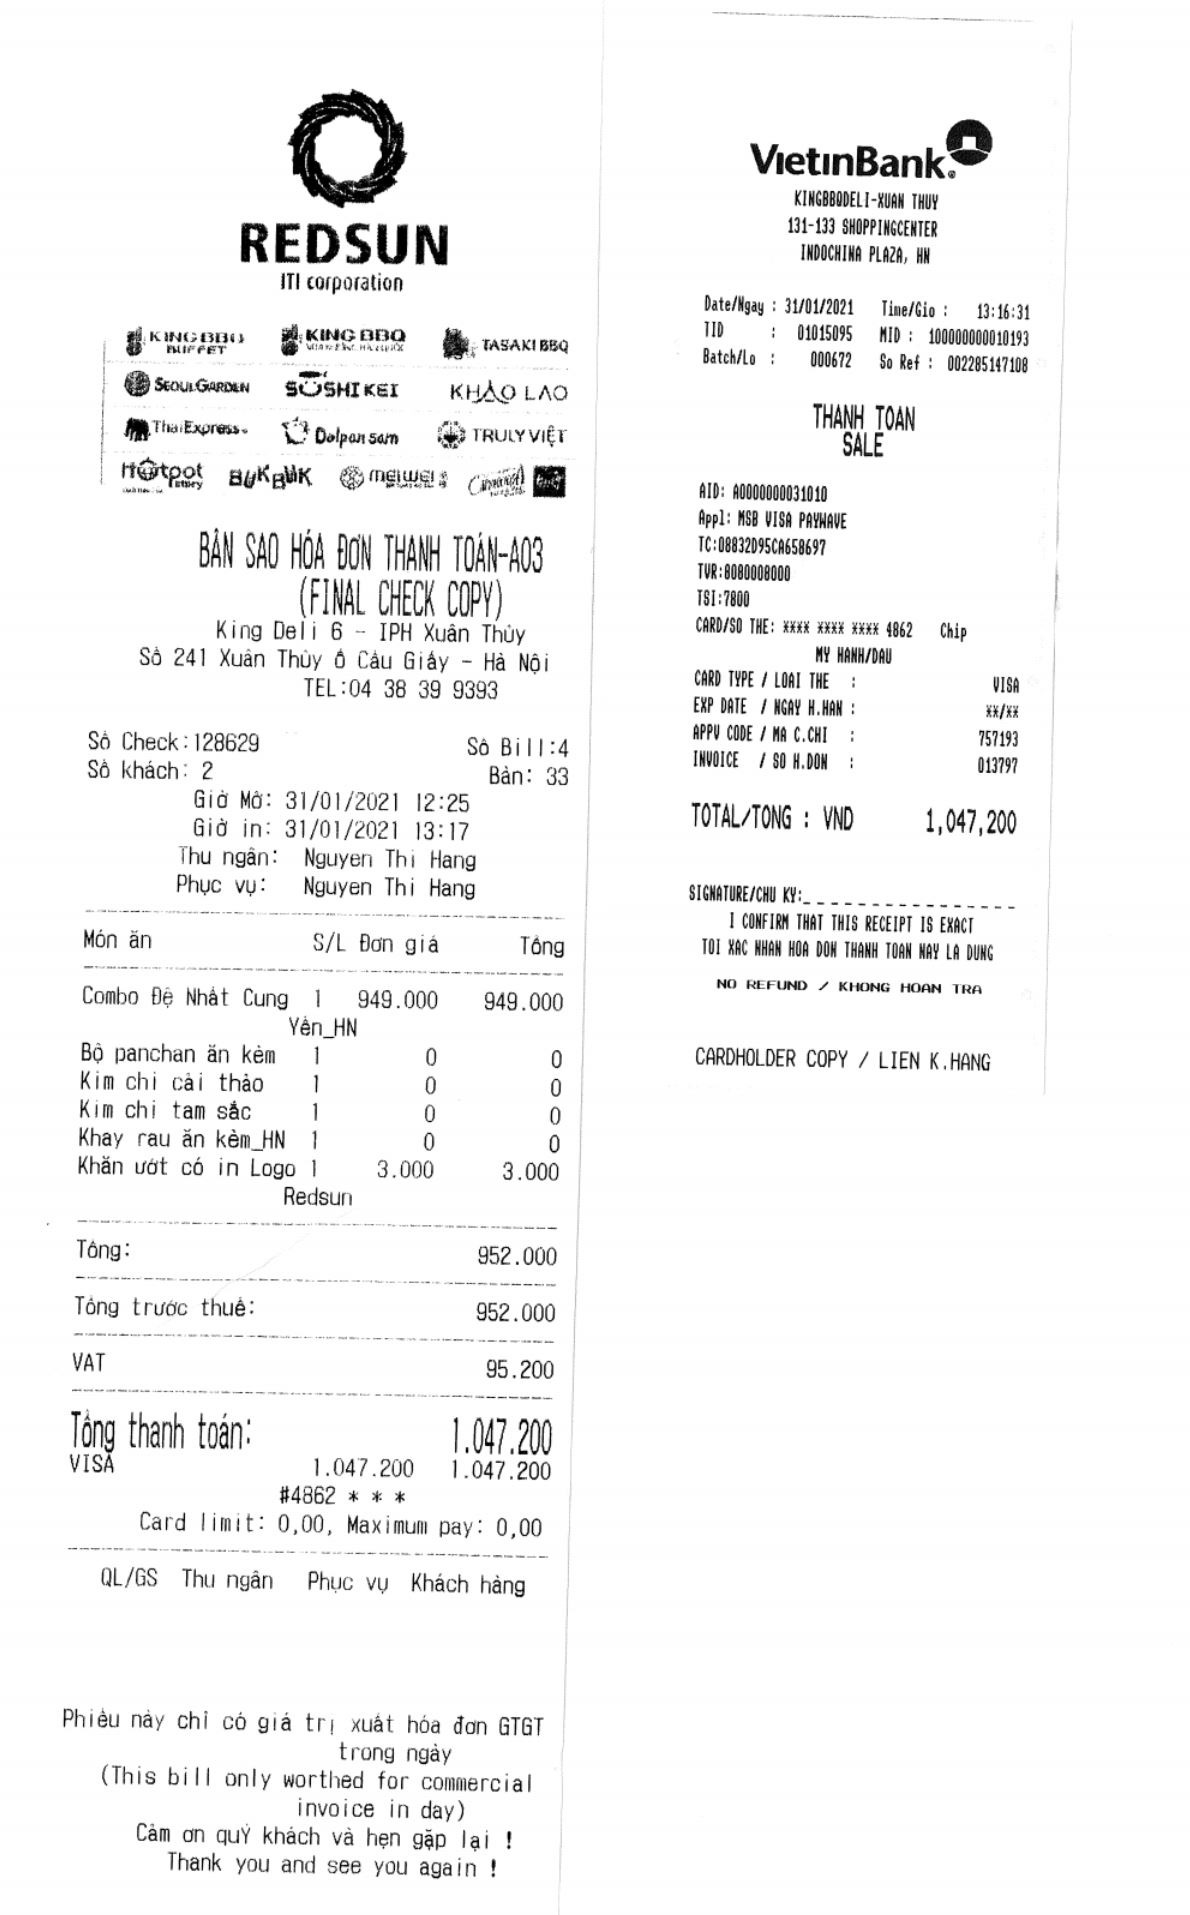 REDSUN
ITI corporation
KING BBQ BUFFET
KING BBQ
TASAKI BBQ
SEOUL GARDEN
SUSHI KEI
KHAO LAO
ThaiExpress
Dolpan sam
TRULY VIỆT
Hotpot Story
BUK BUK
MEIWEI
BẢN SAO HÓA ĐƠN THANH TOÁN-A03
(FINAL CHECK COPY)
King Deli 6 - IPH Xuân Thủy
Số 241 Xuân Thủy ô Cầu Giấy - Hà Nội
TEL:04 38 39 9393
Số Check:128629 Số Bill:4
Số khách: 2 Bàn: 33
Giờ Mở: 31/01/2021 12:25
Giờ in: 31/01/2021 13:17
Thu ngân: Nguyen Thi Hang
Phục vụ: Nguyen Thi Hang
Món ăn S/L Đơn giá Tổng
Combo Đệ Nhất Cung 1 949.000 949.000
Yến_HN
Bộ panchan ăn kèm 1 0 0
Kim chi cải thảo 1 0 0
Kim chi tam sắc 1 0 0
Khay rau ăn kèm_HN 1 0 0
Khăn ướt có in Logo 1 3.000 3.000
Redsun
Tổng: 952.000
Tổng trước thuế: 952.000
VAT 95.200
Tổng thanh toán: 1.047.200
VISA 1.047.200 1.047.200
#4862 * * *
Card limit: 0,00, Maximum pay: 0,00
QL/GS Thu ngân Phục vụ Khách hàng
Phiếu này chỉ có giá trị xuất hóa đơn GTGT
trong ngày
(This bill only worthed for commercial
invoice in day)
Cảm ơn quÝ khách và hẹn gặp lại !
Thank you and see you again !
VietinBank
KINGBBQDELI-XUAN THUY
131-133 SHOPPINGCENTER
INDOCHINA PLAZA, HN
Date/Ngay : 31/01/2021 Time/Gio : 13:16:31
TID : 01015095 MID : 100000000010193
Batch/Lo : 000672 So Ref : 002285147108
THANH TOAN
SALE
AID: A0000000031010
Appl: MSB VISA PAYWAVE
TC:08832D95CA658697
TVR:8080008000
TSI:7800
CARD/SO THE: **** **** **** 4862 Chip
MY HANH/DAU
CARD TYPE / LOAI THE : VISA
EXP DATE / NGAY H.HAN : **/**
APPV CODE / MA C.CHI : 757193
INVOICE / SO H.DON : 013797
TOTAL/TONG : VND 1,047,200
SIGNATURE/CHU KY:_ _ _ _ _ _ _ _ _ _ _ _ _ _ _ _
I CONFIRM THAT THIS RECEIPT IS EXACT
TOI XAC NHAN HOA DON THANH TOAN NAY LA DUNG
NO REFUND / KHONG HOAN TRA
CARDHOLDER COPY / LIEN K.HANG